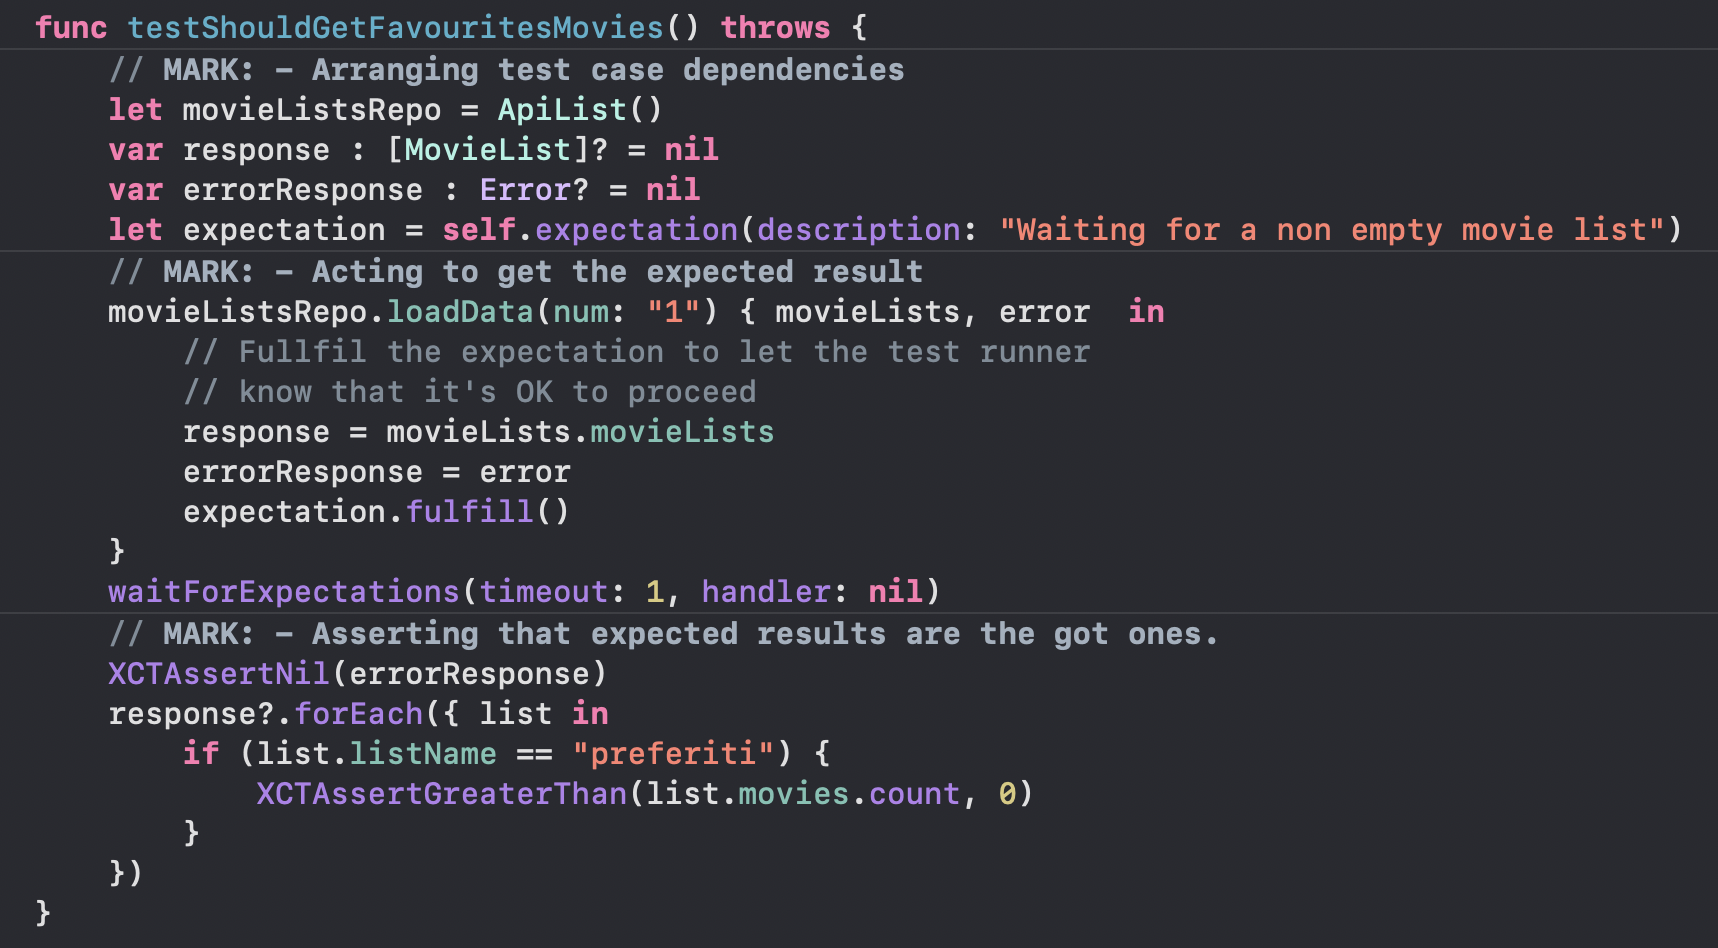 func testShouldGetFavouritesMovies() throws {
    // MARK: - Arranging test case dependencies
    let movieListsRepo = ApiList()
    var response : [MovieList]? = nil
    var errorResponse : Error? = nil
    let expectation = self.expectation(description: "Waiting for a non empty movie list")
    // MARK: - Acting to get the expected result
    movieListsRepo.loadData(num: "1") { movieLists, error  in
        // Fullfil the expectation to let the test runner
        // know that it's OK to proceed
        response = movieLists.movieLists
        errorResponse = error
        expectation.fulfill()
    }
    waitForExpectations(timeout: 1, handler: nil)
    // MARK: - Asserting that expected results are the got ones.
    XCTAssertNil(errorResponse)
    response?.forEach({ list in
        if (list.listName == "preferiti") {
            XCTAssertGreaterThan(list.movies.count, 0)
        }
    })
}